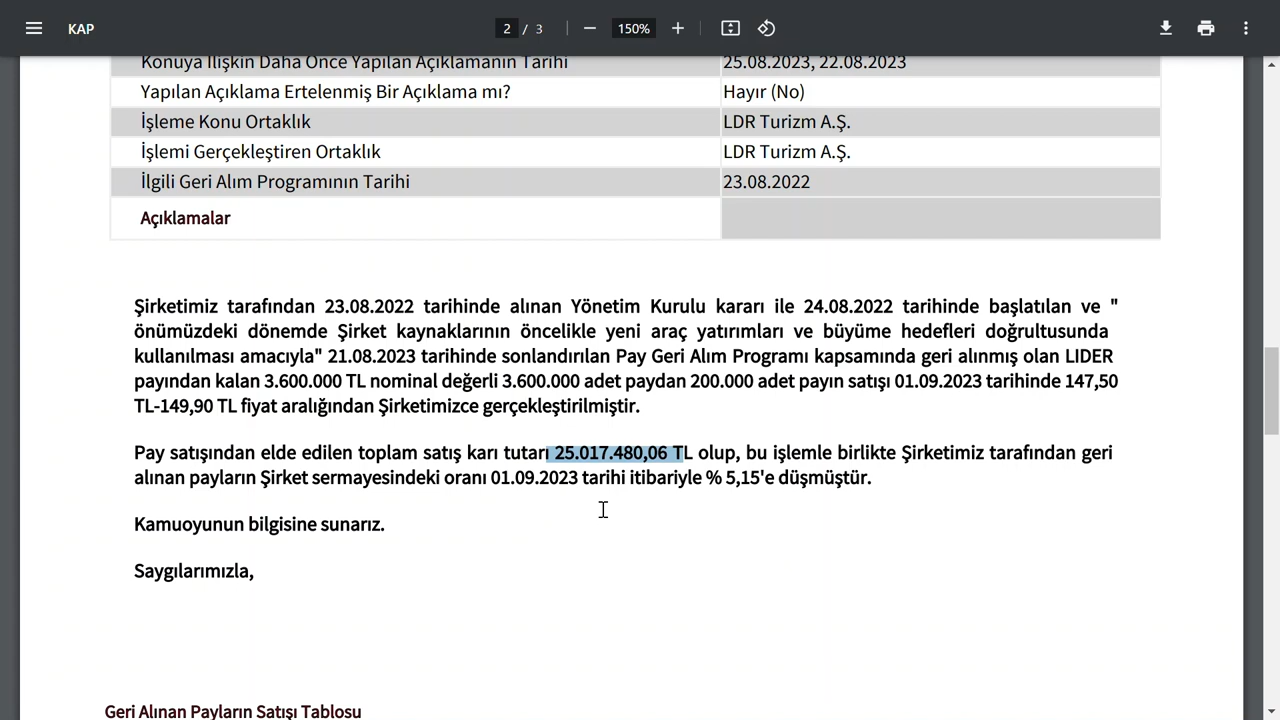 KAP
2 / 3
150%
Konuya İlişkin Daha Önce Yapılan Açıklamanın Tarihi 25.08.2023, 22.08.2023
Yapılan Açıklama Ertelenmiş Bir Açıklama mı? Hayır (No)
İşleme Konu Ortaklık LDR Turizm A.Ş.
İşlemi Gerçekleştiren Ortaklık LDR Turizm A.Ş.
İlgili Geri Alım Programının Tarihi 23.08.2022
Açıklamalar
Şirketimiz tarafından 23.08.2022 tarihinde alınan Yönetim Kurulu kararı ile 24.08.2022 tarihinde başlatılan ve "
önümüzdeki dönemde Şirket kaynaklarının öncelikle yeni araç yatırımları ve büyüme hedefleri doğrultusunda
kullanılması amacıyla" 21.08.2023 tarihinde sonlandırılan Pay Geri Alım Programı kapsamında geri alınmış olan LIDER
payından kalan 3.600.000 TL nominal değerli 3.600.000 adet paydan 200.000 adet payın satışı 01.09.2023 tarihinde 147,50
TL-149,90 TL fiyat aralığından Şirketimizce gerçekleştirilmiştir.
Pay satışından elde edilen toplam satış karı tutarı 25.017.480,06 TL olup, bu işlemle birlikte Şirketimiz tarafından geri
alınan payların Şirket sermayesindeki oranı 01.09.2023 tarihi itibariyle % 5,15'e düşmüştür.
Kamuoyunun bilgisine sunarız.
Saygılarımızla,
Geri Alınan Payların Satışı Tablosu